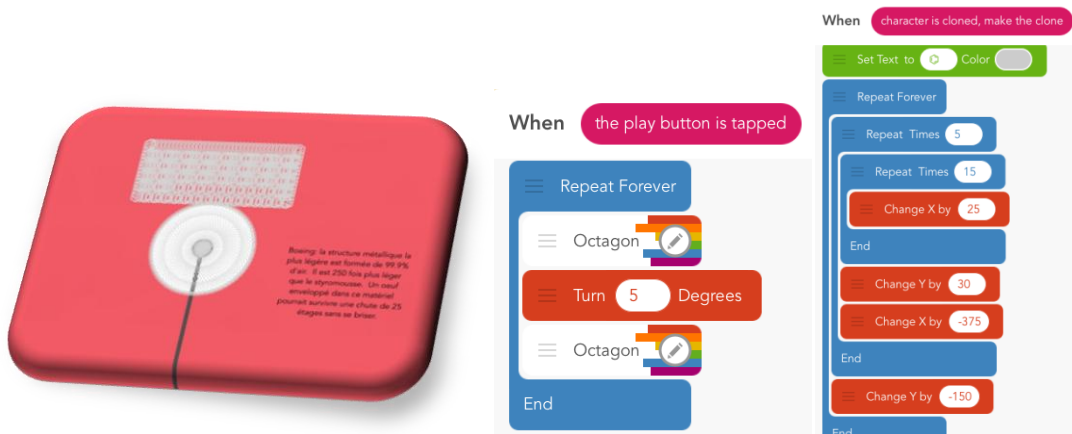 Boeing: la structure métallique la
plus légère est formée de 99.9%
d'air. Il est 250 fois plus léger
que le styromousse. Un oeuf
enveloppé dans ce matériel
pourrait survivre une chute de 25
étages sans se briser.
When the play button is tapped
Repeat Forever
Octagon
Turn 5 Degrees
Octagon
End
When character is cloned, make the clone
Set Text to Color
Repeat Forever
Repeat Times 5
Repeat Times 15
Change X by 25
End
Change Y by 30
Change X by -375
End
Change Y by -150
End